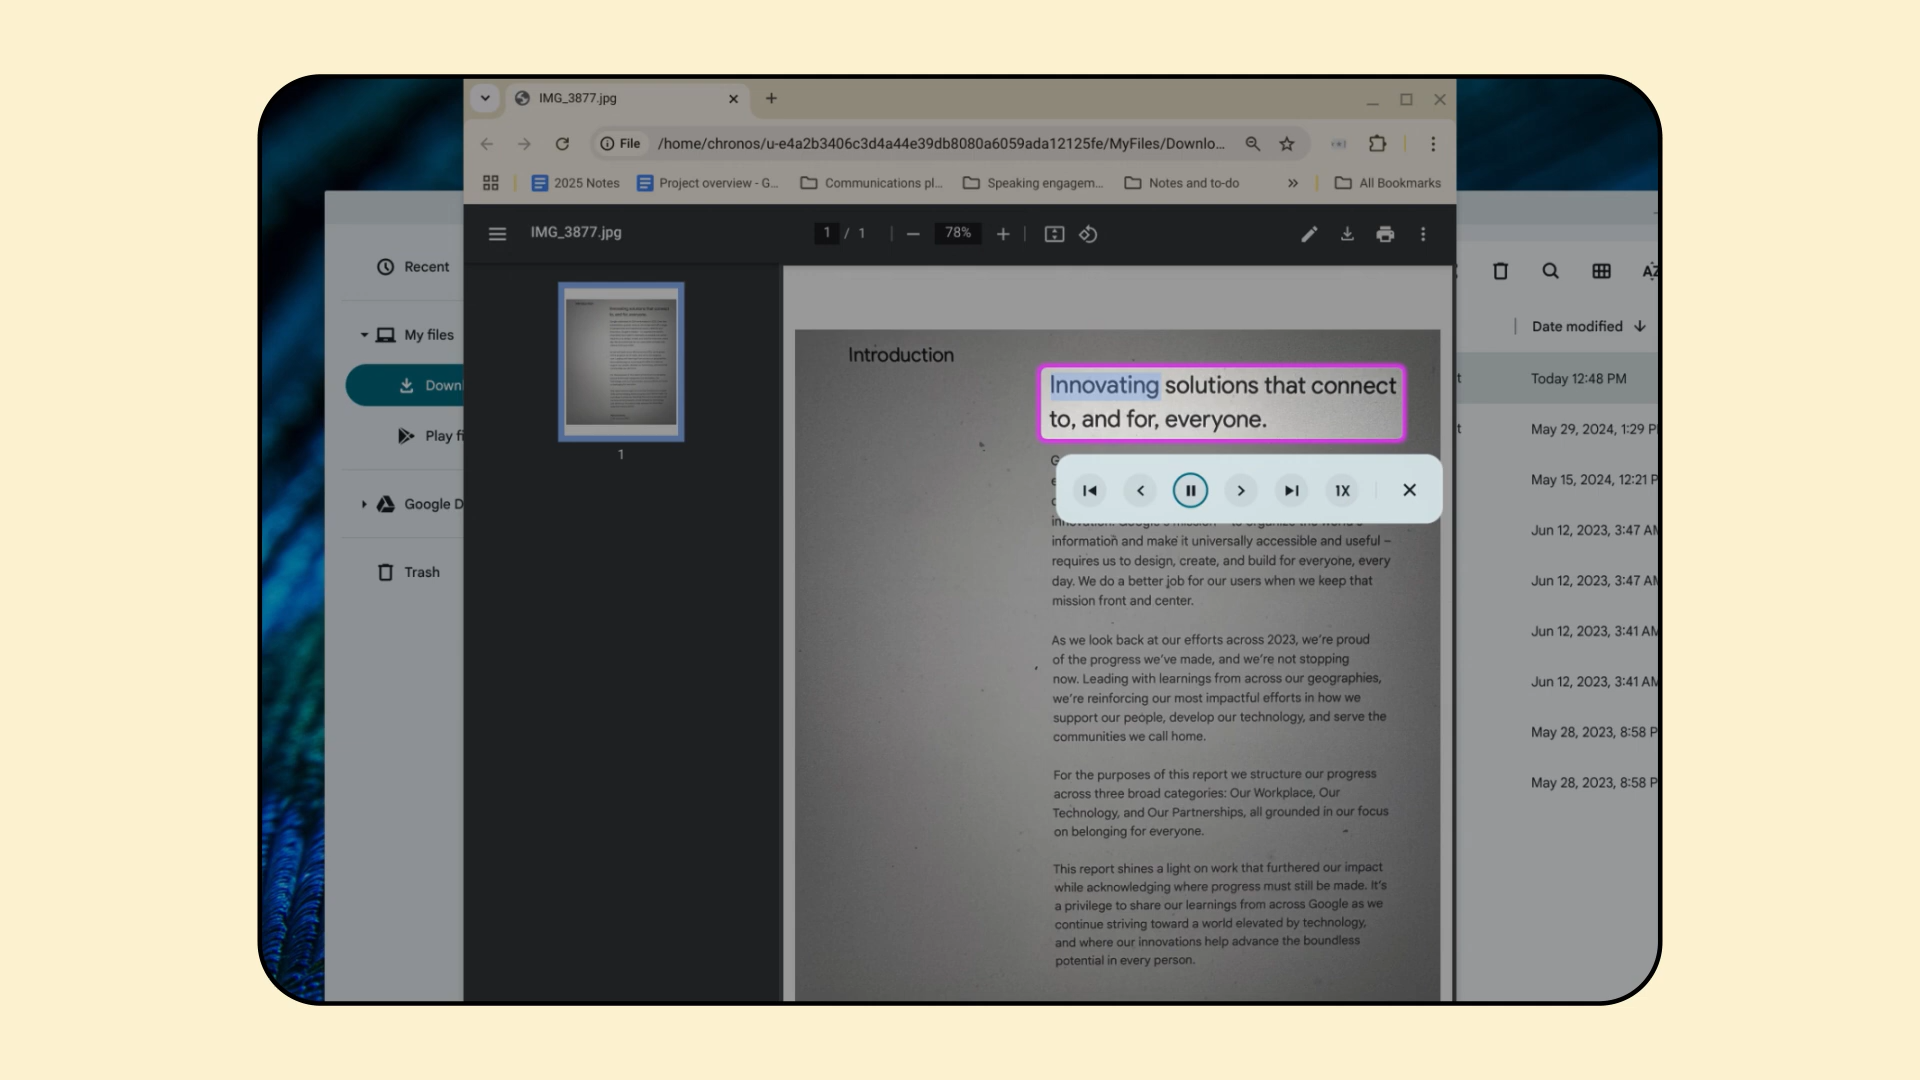 IMG_3877.jpg
File /home/chronos/u-e4a2b3406c3d4a44e39db8080a6059ada12125fe/MyFiles/Downlo...
2025 Notes Project overview - G... Communications pl... Speaking engagem... Notes and to-do » All Bookmarks
IMG_3877.jpg 1 / 1 78%
Recent
My files
Downl
Play fi
Google D
Trash
1
Introduction
Innovating solutions that connect
to, and for, everyone.
1X
information and make it universally accessible and useful –
requires us to design, create, and build for everyone, every
day. We do a better job for our users when we keep that
mission front and center.
As we look back at our efforts across 2023, we're proud
of the progress we've made, and we're not stopping
now. Leading with learnings from across our geographies,
we're reinforcing our most impactful efforts in how we
support our people, develop our technology, and serve the
communities we call home.
For the purposes of this report we structure our progress
across three broad categories: Our Workplace, Our
Technology, and Our Partnerships, all grounded in our focus
on belonging for everyone.
This report shines a light on work that furthered our impact
while acknowledging where progress must still be made. It's
a privilege to share our learnings from across Google as we
continue striving toward a world elevated by technology,
and where our innovations help advance the boundless
potential in every person.
AZ
Date modified
Today 12:48 PM
May 29, 2024, 1:29 P
May 15, 2024, 12:21 P
Jun 12, 2023, 3:47 AM
Jun 12, 2023, 3:47 AM
Jun 12, 2023, 3:41 AM
Jun 12, 2023, 3:41 AM
May 28, 2023, 8:58 P
May 28, 2023, 8:58 P